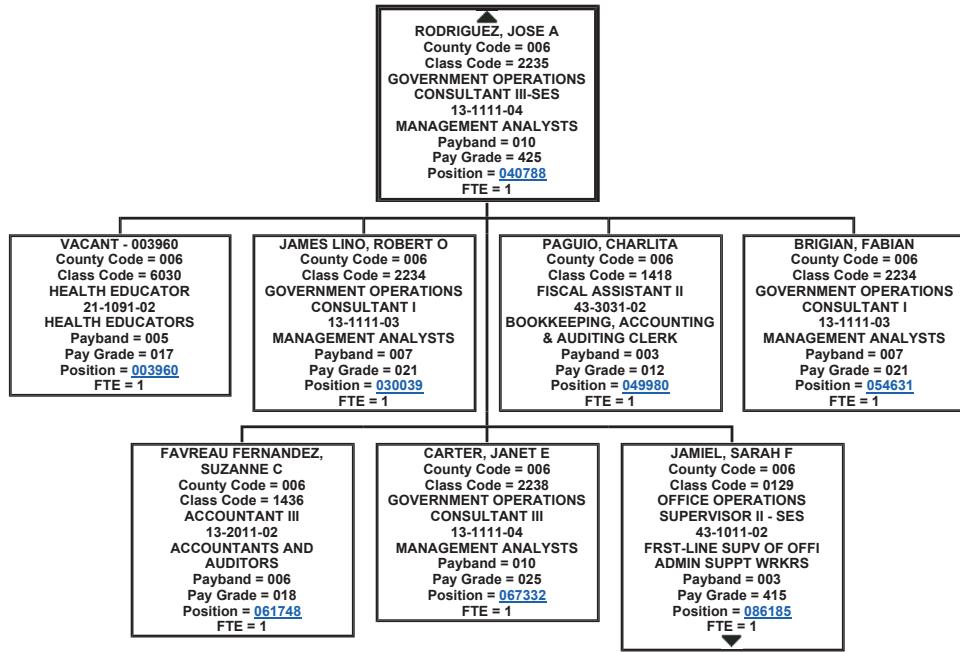 RODRIGUEZ, JOSE A
County Code = 006
Class Code = 2235
GOVERNMENT OPERATIONS
CONSULTANT III-SES
13-1111-04
MANAGEMENT ANALYSTS
Payband = 010
Pay Grade = 425
Position = 040788
FTE = 1
VACANT - 003960
County Code = 006
Class Code = 6030
HEALTH EDUCATOR
21-1091-02
HEALTH EDUCATORS
Payband = 005
Pay Grade = 017
Position = 003960
FTE = 1
JAMES LINO, ROBERT O
County Code = 006
Class Code = 2234
GOVERNMENT OPERATIONS
CONSULTANT I
13-1111-03
MANAGEMENT ANALYSTS
Payband = 007
Pay Grade = 021
Position = 030039
FTE = 1
PAGUIO, CHARLITA
County Code = 006
Class Code = 1418
FISCAL ASSISTANT II
43-3031-02
BOOKKEEPING, ACCOUNTING
& AUDITING CLERK
Payband = 003
Pay Grade = 012
Position = 049980
FTE = 1
BRIGIAN, FABIAN
County Code = 006
Class Code = 2234
GOVERNMENT OPERATIONS
CONSULTANT I
13-1111-03
MANAGEMENT ANALYSTS
Payband = 007
Pay Grade = 021
Position = 054631
FTE = 1
FAVREAU FERNANDEZ,
SUZANNE C
County Code = 006
Class Code = 1436
ACCOUNTANT III
13-2011-02
ACCOUNTANTS AND
AUDITORS
Payband = 006
Pay Grade = 018
Position = 061748
FTE = 1
CARTER, JANET E
County Code = 006
Class Code = 2238
GOVERNMENT OPERATIONS
CONSULTANT III
13-1111-04
MANAGEMENT ANALYSTS
Payband = 010
Pay Grade = 025
Position = 067332
FTE = 1
JAMIEL, SARAH F
County Code = 006
Class Code = 0129
OFFICE OPERATIONS
SUPERVISOR II - SES
43-1011-02
FRST-LINE SUPV OF OFFI
ADMIN SUPPT WRKRS
Payband = 003
Pay Grade = 415
Position = 086185
FTE = 1